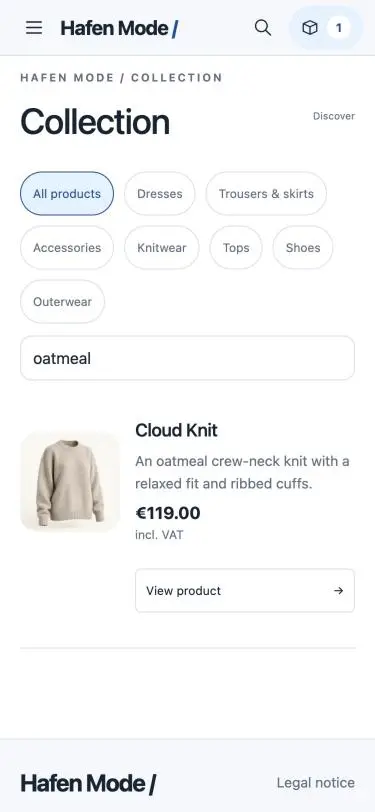 Hafen Mode /
1
HAFEN MODE / COLLECTION
Collection
Discover
All products
Dresses
Trousers & skirts
Accessories
Knitwear
Tops
Shoes
Outerwear
oatmeal
Cloud Knit
An oatmeal crew-neck knit with a
relaxed fit and ribbed cuffs.
€119.00
incl. VAT
View product →
Hafen Mode /
Legal notice